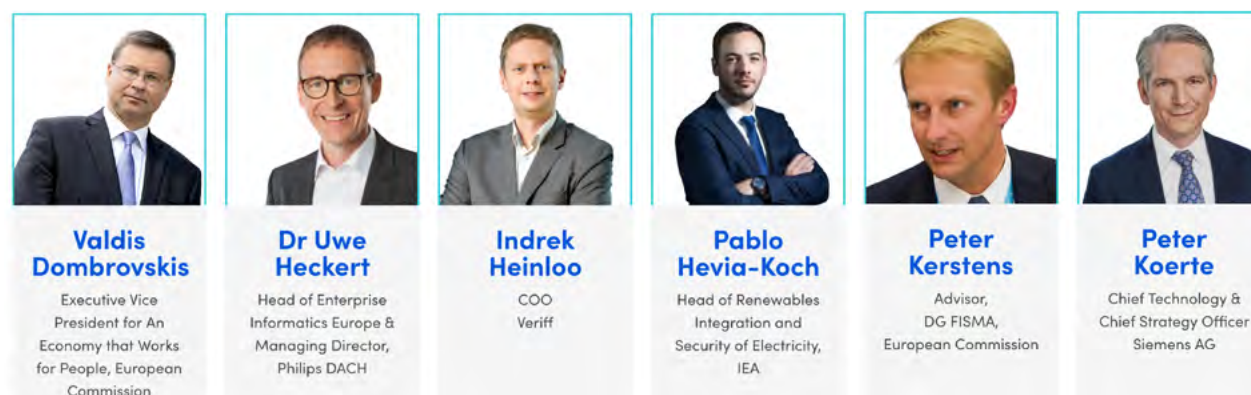 Valdis
Dombrovskis
Executive Vice
President for An
Economy that Works
for People, European
Commission
Dr Uwe
Heckert
Head of Enterprise
Informatics Europe &
Managing Director,
Philips DACH
Indrek
Heinloo
COO
Veriff
Pablo
Hevia-Koch
Head of Renewables
Integration and
Security of Electricity,
IEA
Peter
Kerstens
Advisor,
DG FISMA,
European Commission
Peter
Koerte
Chief Technology &
Chief Strategy Officer
Siemens AG